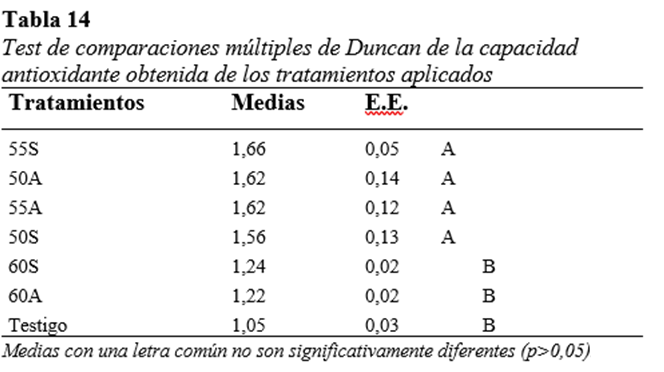 Tabla 14
Test de comparaciones múltiples de Duncan de la capacidad
antioxidante obtenida de los tratamientos aplicados
Tratamientos Medias E.E.
55S 1,66 0,05 A
50A 1,62 0,14 A
55A 1,62 0,12 A
50S 1,56 0,13 A
60S 1,24 0,02 B
60A 1,22 0,02 B
Testigo 1,05 0,03 B
Medias con una letra común no son significativamente diferentes (p>0,05)